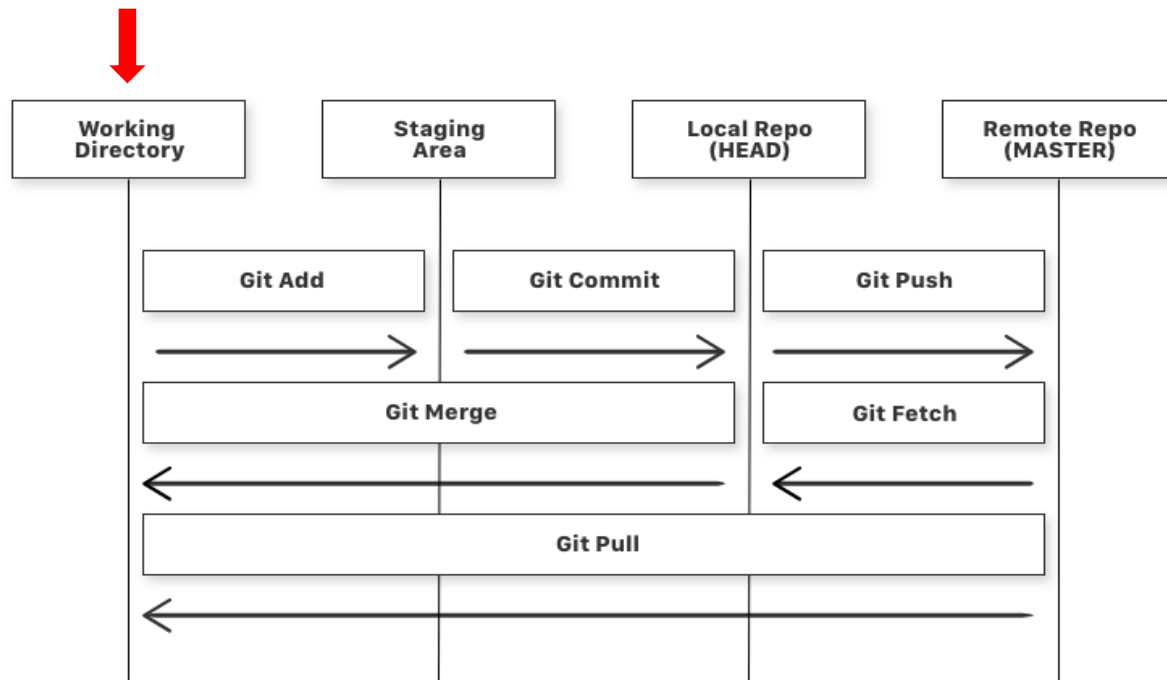 Working
Directory
Staging
Area
Local Repo
(HEAD)
Remote Repo
(MASTER)
Git Add
Git Commit
Git Push
Git Merge
Git Fetch
Git Pull